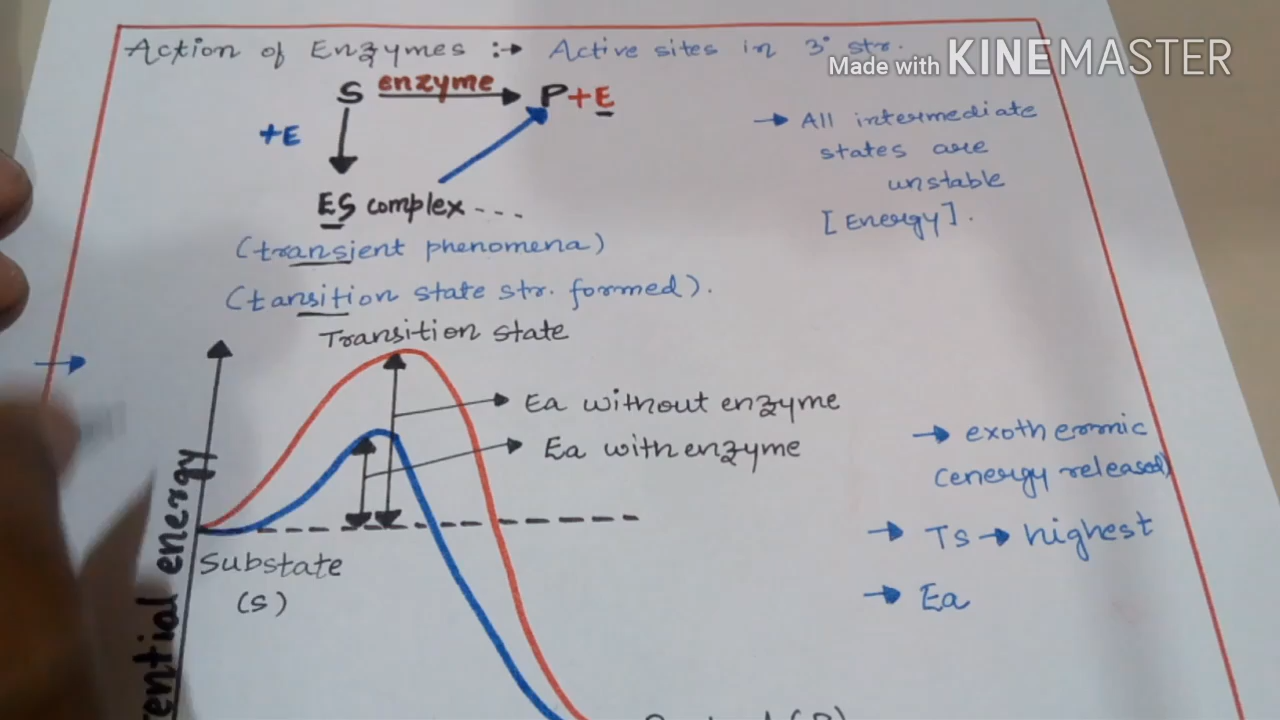 Action of Enzymes :→ Active sites in 3° str.
Made with KINEMASTER
S enzyme P+E
+E
ES complex - - -
(transient phenomena)
(tansition state str. formed).
→ All intermediate
states are
unstable
[Energy].
Transition state
Ea without enzyme
Ea with enzyme
Substate
(S)
energy
→ exothermic
(energy released)
→ Ts → highest
→ Ea